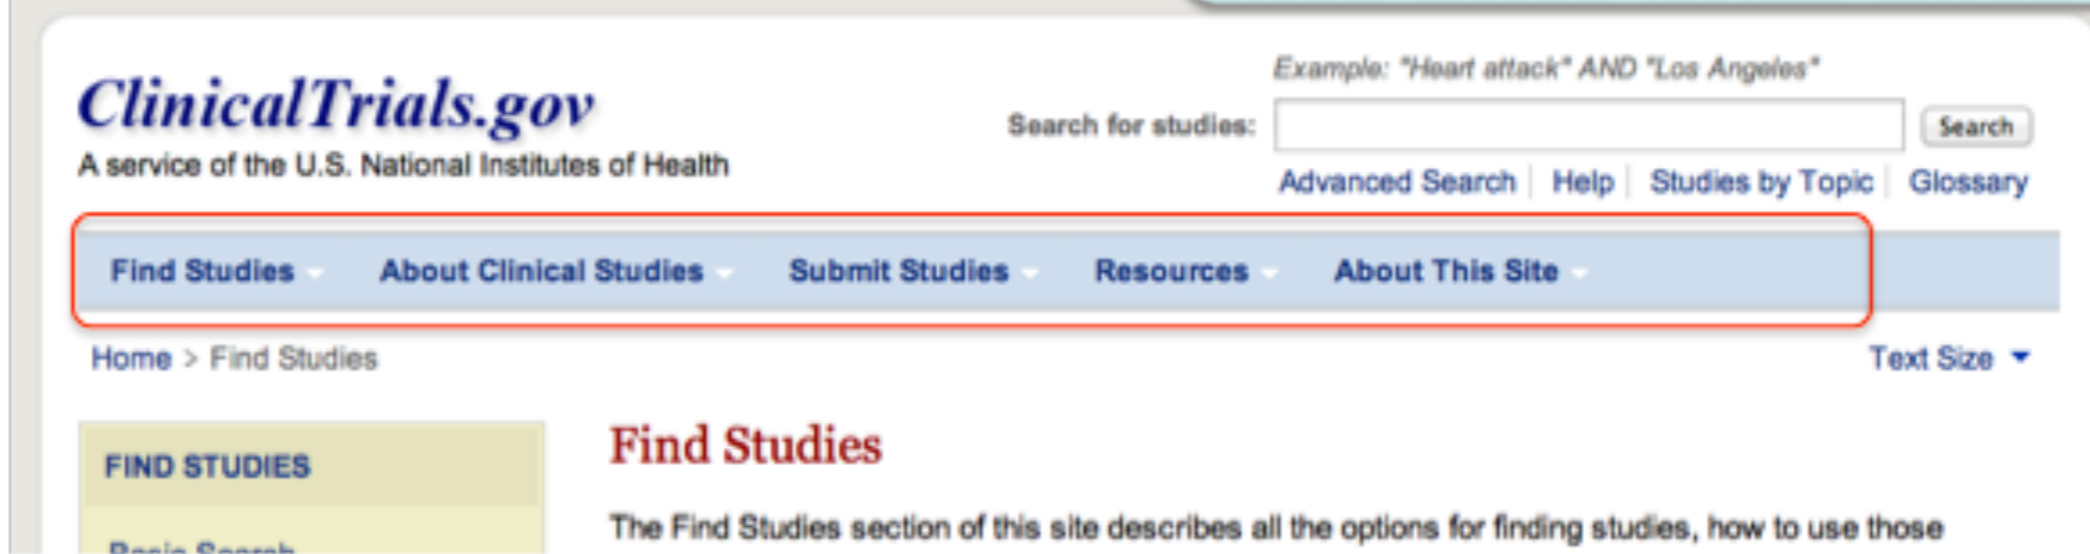 Example: "Heart attack" AND "Los Angeles"
ClinicalTrials.gov
Search for studies: Search
A service of the U.S. National Institutes of Health
Advanced Search Help Studies by Topic Glossary
Find Studies About Clinical Studies Submit Studies Resources About This Site
Home > Find Studies Text Size
Find Studies
FIND STUDIES
The Find Studies section of this site describes all the options for finding studies, how to use those
Basic Search